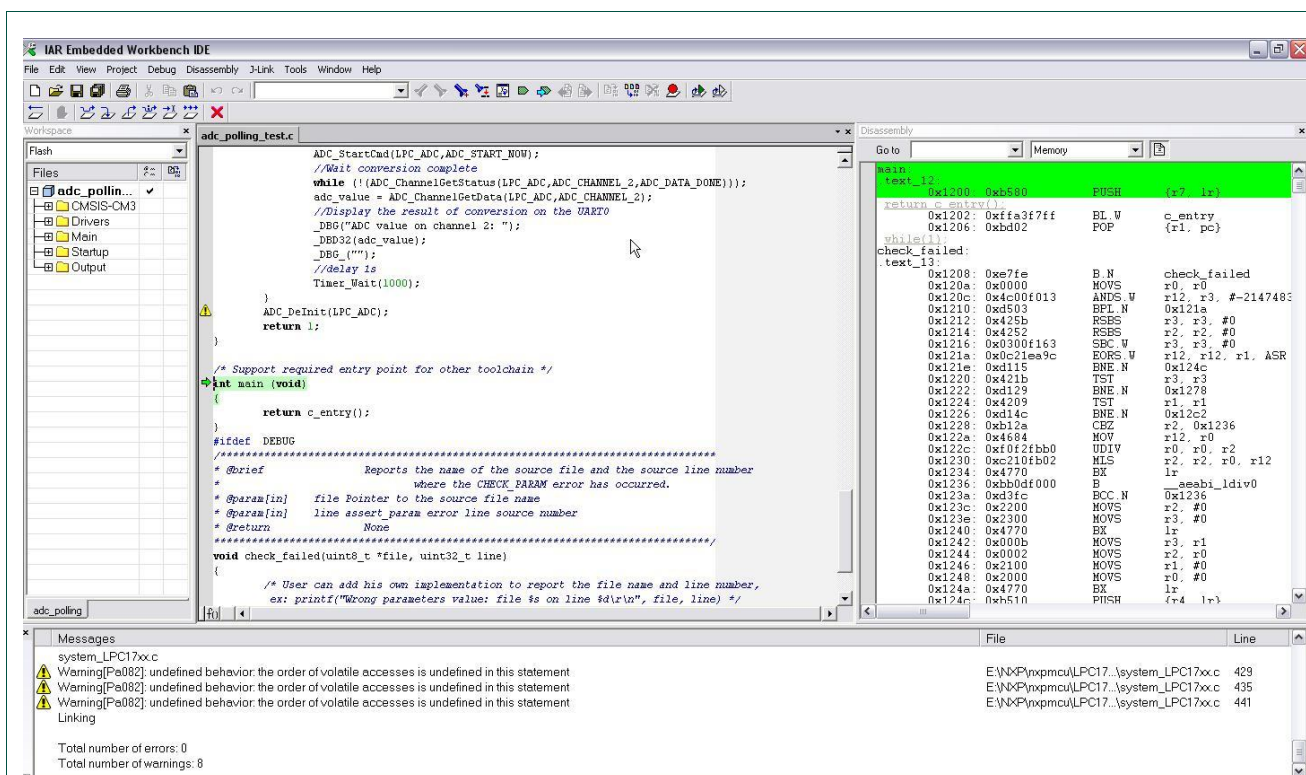 IAR Embedded Workbench IDE
File Edit View Project Debug Disassembly J-Link Tools Window Help
Workspace
Flash
Files
adc_pollin...
CMSIS-CM3
Drivers
Main
Startup
Output
adc_polling
adc_polling_test.c
ADC_StartCmd(LPC_ADC,ADC_START_NOW);
//Wait conversion complete
while (!(ADC_ChannelGetStatus(LPC_ADC,ADC_CHANNEL_2,ADC_DATA_DONE)));
adc_value = ADC_ChannelGetData(LPC_ADC,ADC_CHANNEL_2);
//Display the result of conversion on the UART0
_DBG("ADC value on channel 2: ");
_DBD32(adc_value);
_DBG_("");
//delay 1s
Timer_Wait(1000);
}
ADC_DeInit(LPC_ADC);
return 1;
}
/* Support required entry point for other toolchain */
int main (void)
{
return c_entry();
}
#ifdef DEBUG
/*******************************************************************************
* @brief Reports the name of the source file and the source line number
* where the CHECK_PARAM error has occurred.
* @param[in] file Pointer to the source file name
* @param[in] line assert_param error line source number
* @return None
*******************************************************************************/
void check_failed(uint8_t *file, uint32_t line)
{
/* User can add his own implementation to report the file name and line number,
ex: printf("Wrong parameters value: file %s on line %d\r\n", file, line) */
f()
Disassembly
Go to Memory
main:
text_12:
0x1200: 0xb580 PUSH {r7, lr}
return c_entry();
0x1202: 0xffa3f7ff BL.W c_entry
0x1206: 0xbd02 POP {r1, pc}
while(1);
check_failed:
.text_13:
0x1208: 0xe7fe B.N check_failed
0x120a: 0x0000 MOVS r0, r0
0x120c: 0x4c00f013 ANDS.W r12, r3, #-2147483
0x1210: 0xd503 BPL.N 0x121a
0x1212: 0x425b RSBS r3, r3, #0
0x1214: 0x4252 RSBS r2, r2, #0
0x1216: 0x0300f163 SBC.W r3, r3, #0
0x121a: 0x0c21ea9c EORS.W r12, r12, r1, ASR
0x121e: 0xd115 BNE.N 0x124c
0x1220: 0x421b TST r3, r3
0x1222: 0xd129 BNE.N 0x1278
0x1224: 0x4209 TST r1, r1
0x1226: 0xd14c BNE.N 0x12c2
0x1228: 0xb12a CBZ r2, 0x1236
0x122a: 0x4684 MOV r12, r0
0x122c: 0xf0f2fbb0 UDIV r0, r0, r2
0x1230: 0xc210fb02 MLS r2, r2, r0, r12
0x1234: 0x4770 BX lr
0x1236: 0xbb0df000 B __aeabi_ldiv0
0x123a: 0xd3fc BCC.N 0x1236
0x123c: 0x2200 MOVS r2, #0
0x123e: 0x2300 MOVS r3, #0
0x1240: 0x4770 BX lr
0x1242: 0x000b MOVS r3, r1
0x1244: 0x0002 MOVS r2, r0
0x1246: 0x2100 MOVS r1, #0
0x1248: 0x2000 MOVS r0, #0
0x124a: 0x4770 BX lr
0x124c: 0xb510 PUSH {r4, lr}
Messages File Line
system_LPC17xx.c
Warning[Pa082]: undefined behavior: the order of volatile accesses is undefined in this statement E:\NXP\nxpmcu\LPC17...\system_LPC17xx.c 429
Warning[Pa082]: undefined behavior: the order of volatile accesses is undefined in this statement E:\NXP\nxpmcu\LPC17...\system_LPC17xx.c 435
Warning[Pa082]: undefined behavior: the order of volatile accesses is undefined in this statement E:\NXP\nxpmcu\LPC17...\system_LPC17xx.c 441
Linking
Total number of errors: 0
Total number of warnings: 8